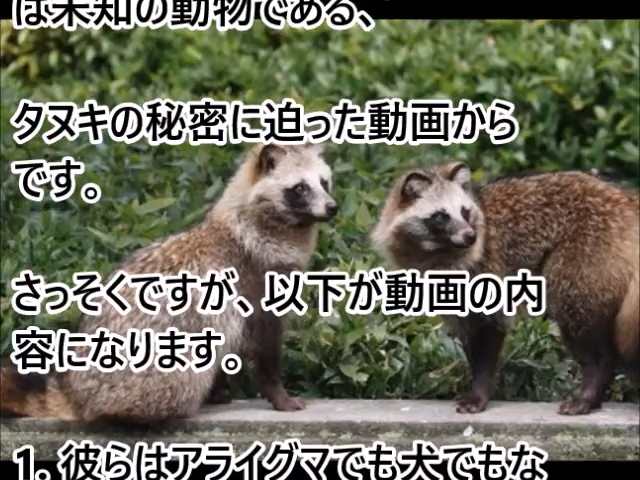 は未知の動物である、
タヌキの秘密に迫った動画から
です。
さっそくですが、以下が動画の内
容になります。
1. 彼らはアライグマでも犬でもな